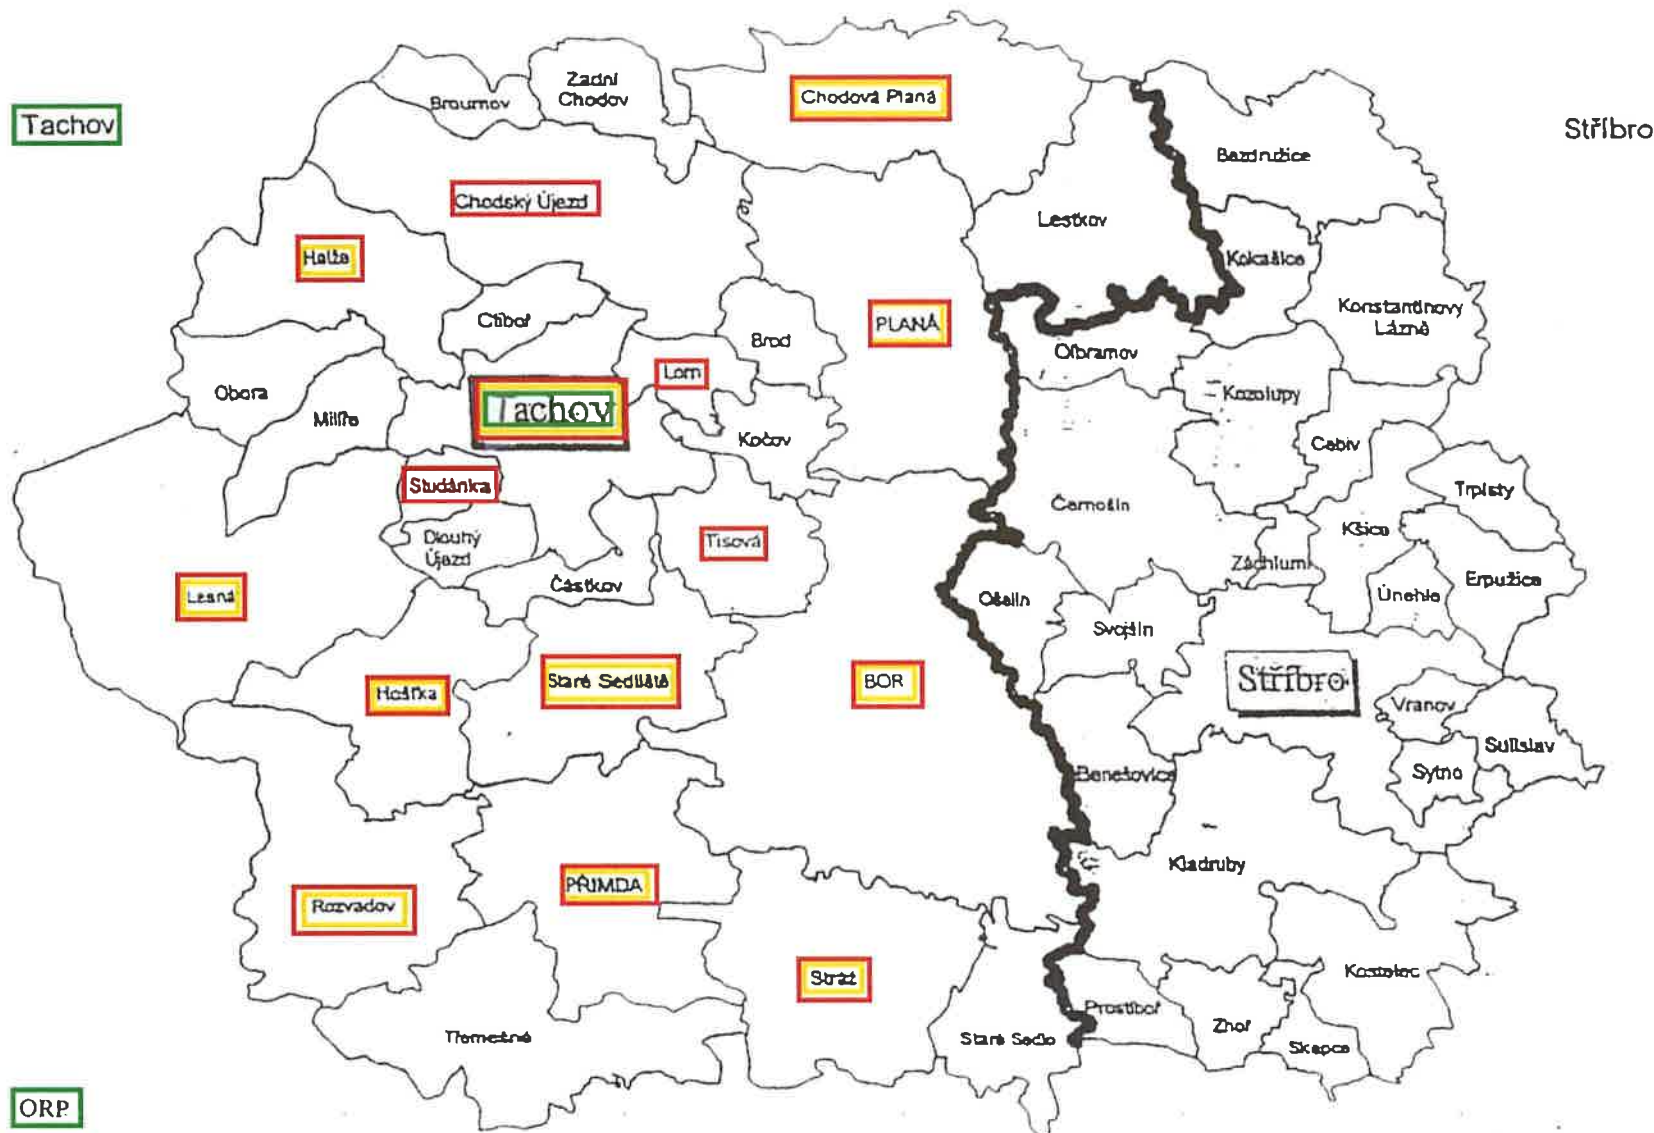 Zadní
Chodov
Broumov
Chodová Planá
Tachov
Stříbro
Bezdružice
Chodský Újezd
Lestkov
Halže
Kokašice
Konstantinovy
Lázně
Ctiboř
PLANÁ
Brod
Olbramov
Lom
Obora
Kozolupy
Milíře
Tachov
Kočov
Cebiv
Studánka
Trpísty
Černošín
Kšice
Dlouhý
Újezd
Tisová
Záchlumí
Erpužice
Částkov
Lesná
Ošelín
Únehle
Svojšín
Staré Sedliště
BOR
Stříbro
Hošťka
Vranov
Sulislav
Benešovice
Sytno
Kladruby
PŘIMDA
Rozvadov
Stráž
Kostelec
Prostiboř
Zhoř
Třemešné
Staré Sedlo
Skapce
ORP